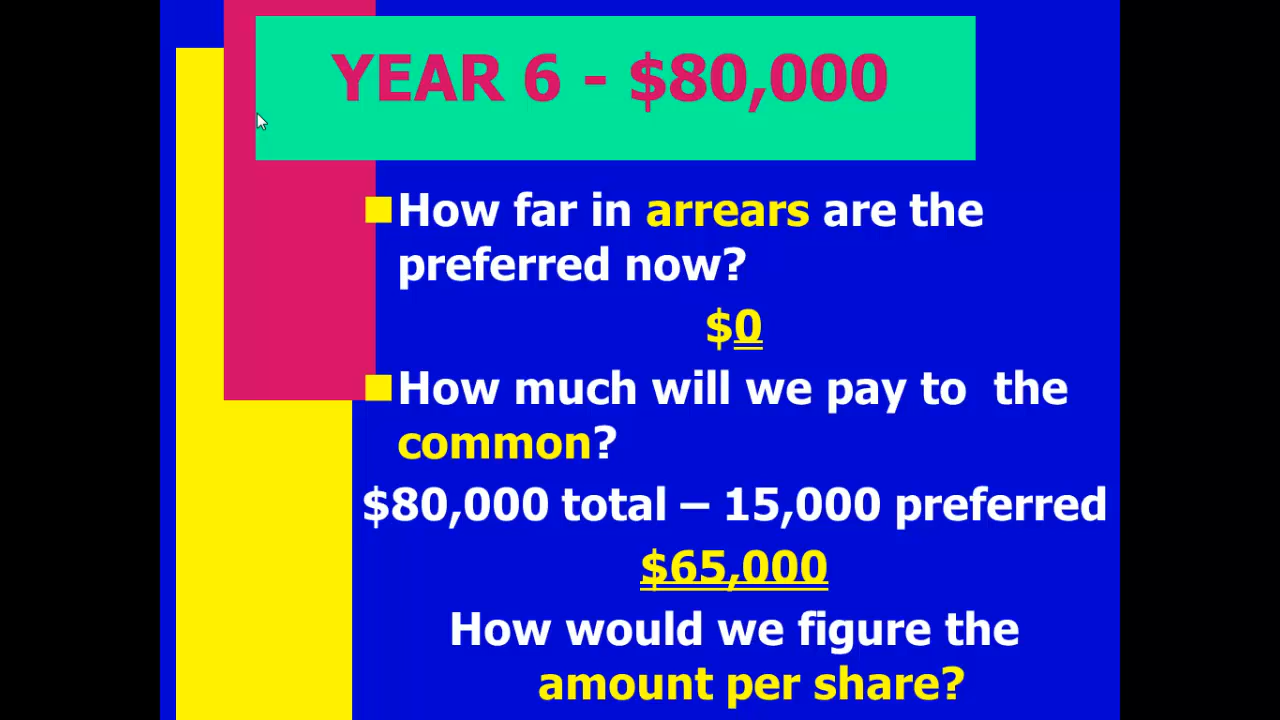 YEAR 6 - $80,000
How far in arrears are the
preferred now?
$0
How much will we pay to  the
common?
$80,000 total – 15,000 preferred
$65,000
How would we figure the
amount per share?